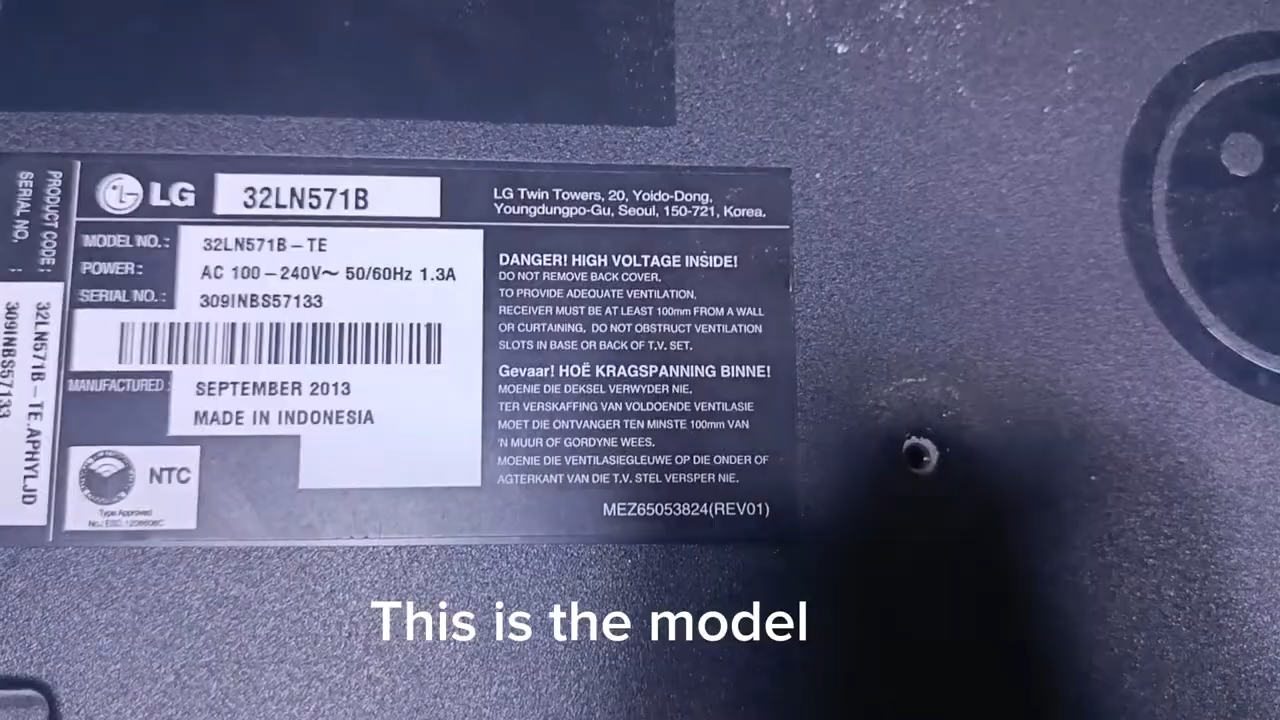 PRODUCT CODE :
SERIAL NO. :
32LN571B-TE.APHYLJD
309INBS57133
LG
32LN571B
LG Twin Towers, 20, Yoido-Dong,
Youngdungpo-Gu, Seoul, 150-721, Korea.
MODEL NO. : 32LN571B-TE
POWER : AC 100-240V~ 50/60Hz 1.3A
SERIAL NO. : 309INBS57133
MANUFACTURED : SEPTEMBER 2013
MADE IN INDONESIA
NTC
Type Approved
DANGER! HIGH VOLTAGE INSIDE!
DO NOT REMOVE BACK COVER.
TO PROVIDE ADEQUATE VENTILATION,
RECEIVER MUST BE AT LEAST 100mm FROM A WALL
OR CURTAINING. DO NOT OBSTRUCT VENTILATION
SLOTS IN BASE OR BACK OF T.V. SET.
Gevaar! HOË KRAGSPANNING BINNE!
MOENIE DIE DEKSEL VERWYDER NIE.
TER VERSKAFFING VAN VOLDOENDE VENTILASIE
MOET DIE ONTVANGER TEN MINSTE 100mm VAN
'N MUUR OF GORDYNE WEES.
MOENIE DIE VENTILASIEGLEUWE OP DIE ONDER OF
AGTERKANT VAN DIE T.V. STEL VERSPER NIE.
MEZ65053824(REV01)
This is the model